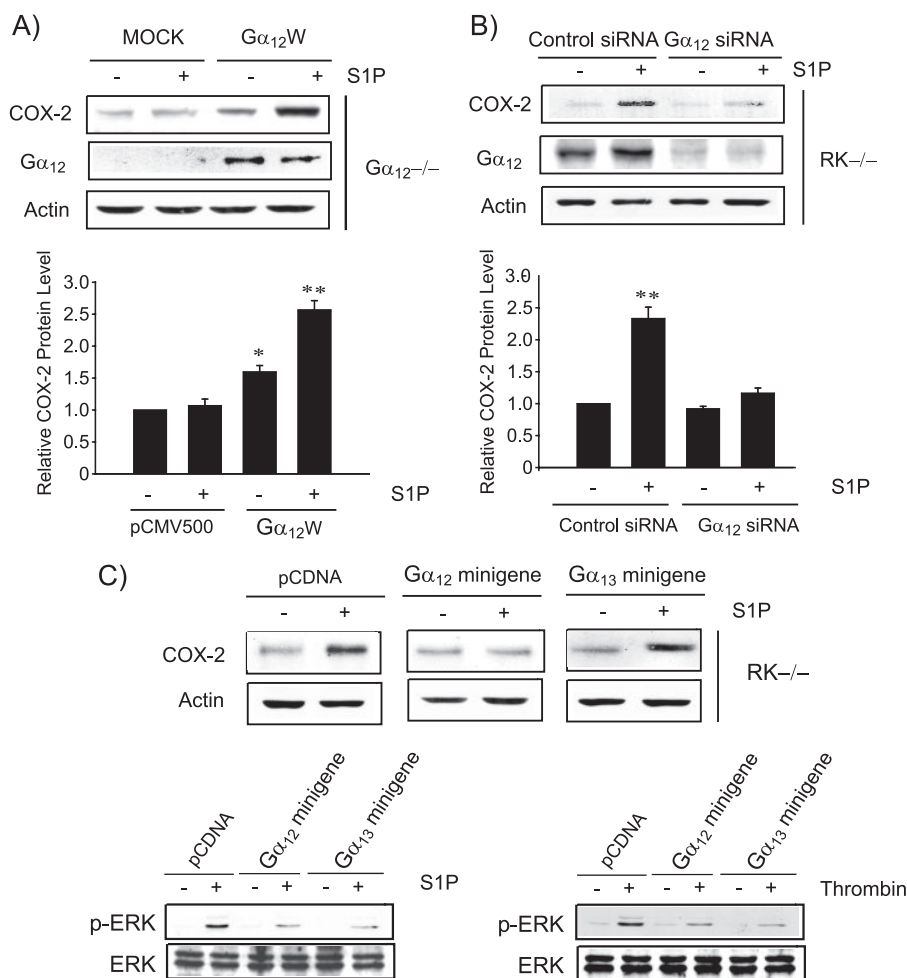 A)
MOCK Gα12W
- + - +
S1P
COX-2
Gα12
Actin
Gα12–/–
Relative COX-2 Protein Level
3.0
2.5
2.0
1.5
1.0
0.5
0
*
**
- + - +
S1P
pCMV500 Gα12W
B)
Control siRNA Gα12 siRNA
- + - +
S1P
COX-2
Gα12
Actin
RK–/–
Relative COX-2 Protein Level
3.0
2.5
2.0
1.5
1.0
0.5
0
**
- + - +
S1P
Control siRNA Gα12 siRNA
C)
pCDNA Gα12 minigene Gα13 minigene
- + - + - +
S1P
COX-2
Actin
RK–/–
pCDNA
Gα12 minigene
Gα13 minigene
- + - + - +
S1P
p-ERK
ERK
pCDNA
Gα12 minigene
Gα13 minigene
- + - + - +
Thrombin
p-ERK
ERK